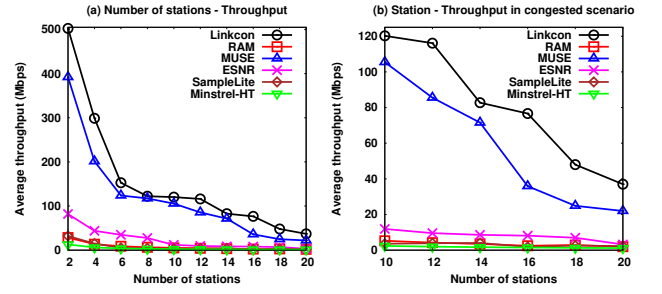 (a) Number of stations - Throughput
Average throughput (Mbps)
500
400
300
200
100
0
2 4 6 8 10 12 14 16 18 20
Number of stations
Linkcon
RAM
MUSE
ESNR
SampleLite
Minstrel-HT
(b) Station - Throughput in congested scenario
Average throughput (Mbps)
120
100
80
60
40
20
0
10 12 14 16 18 20
Number of stations
Linkcon
RAM
MUSE
ESNR
SampleLite
Minstrel-HT